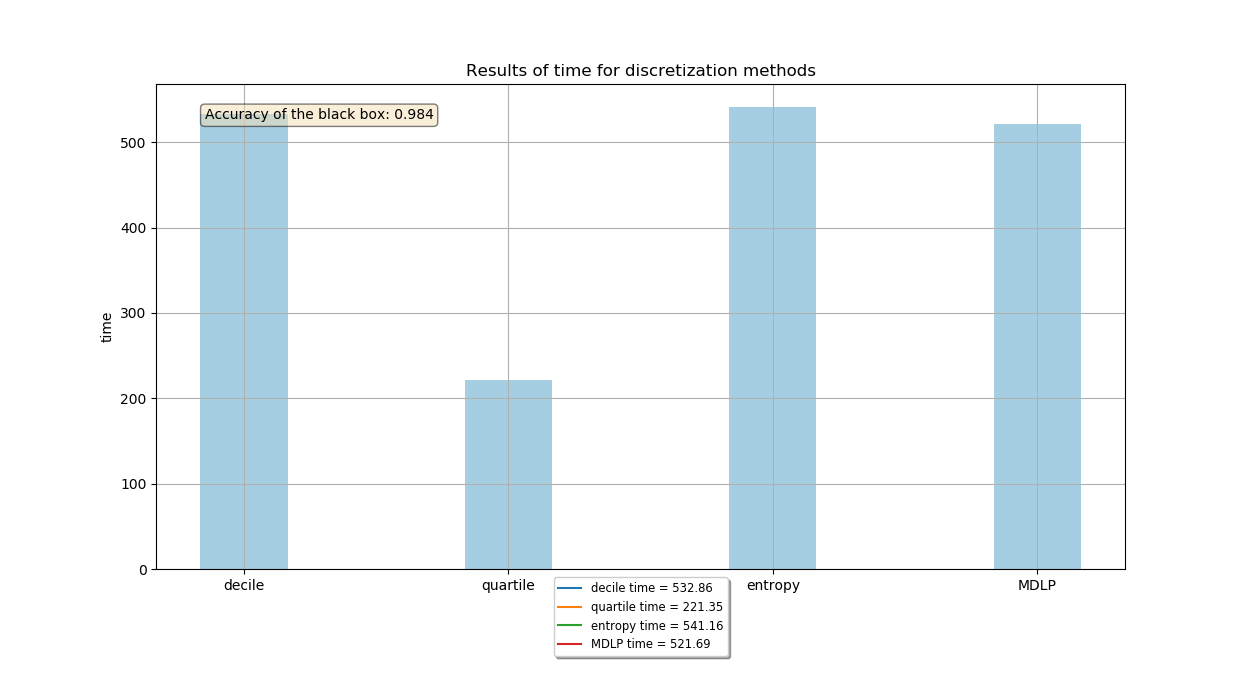 Results of time for discretization methods
Accuracy of the black box: 0.984
time
500
400
300
200
100
0
decile
quartile
entropy
MDLP
decile time = 532.86
quartile time = 221.35
entropy time = 541.16
MDLP time = 521.69